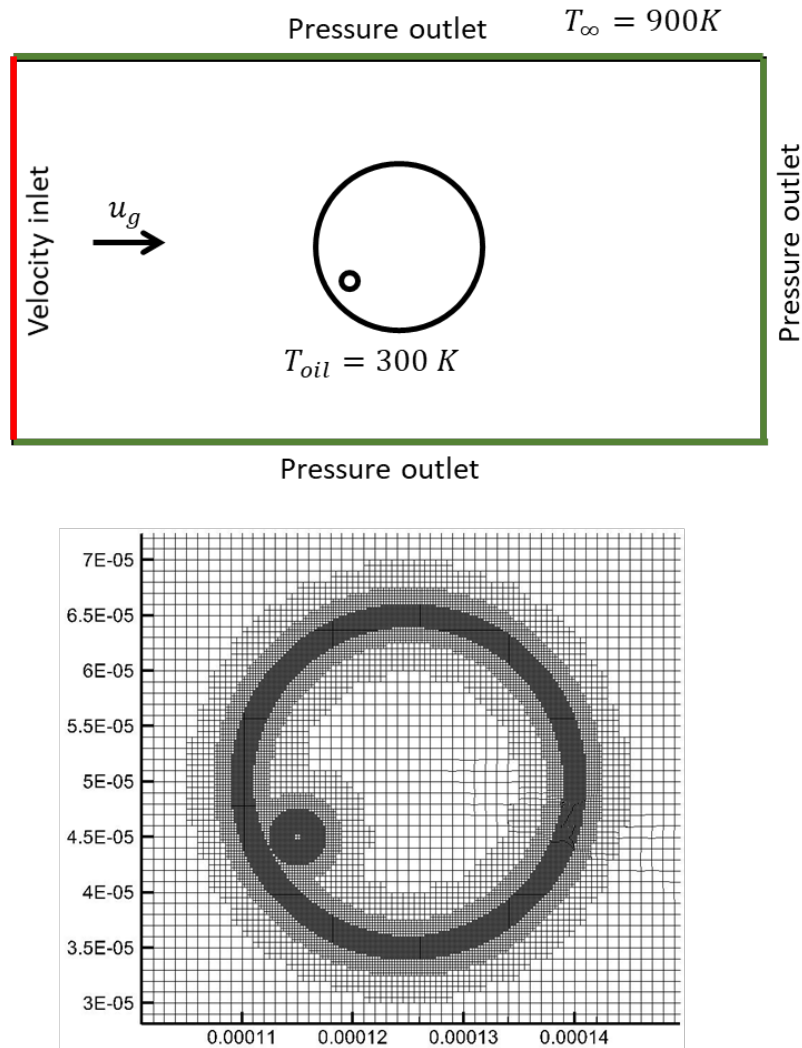 Pressure outlet
T∞ = 900K
Velocity inlet
u_g
Pressure outlet
T_oil = 300 K
Pressure outlet
7E-05
6.5E-05
6E-05
5.5E-05
5E-05
4.5E-05
4E-05
3.5E-05
3E-05
0.00011
0.00012
0.00013
0.00014